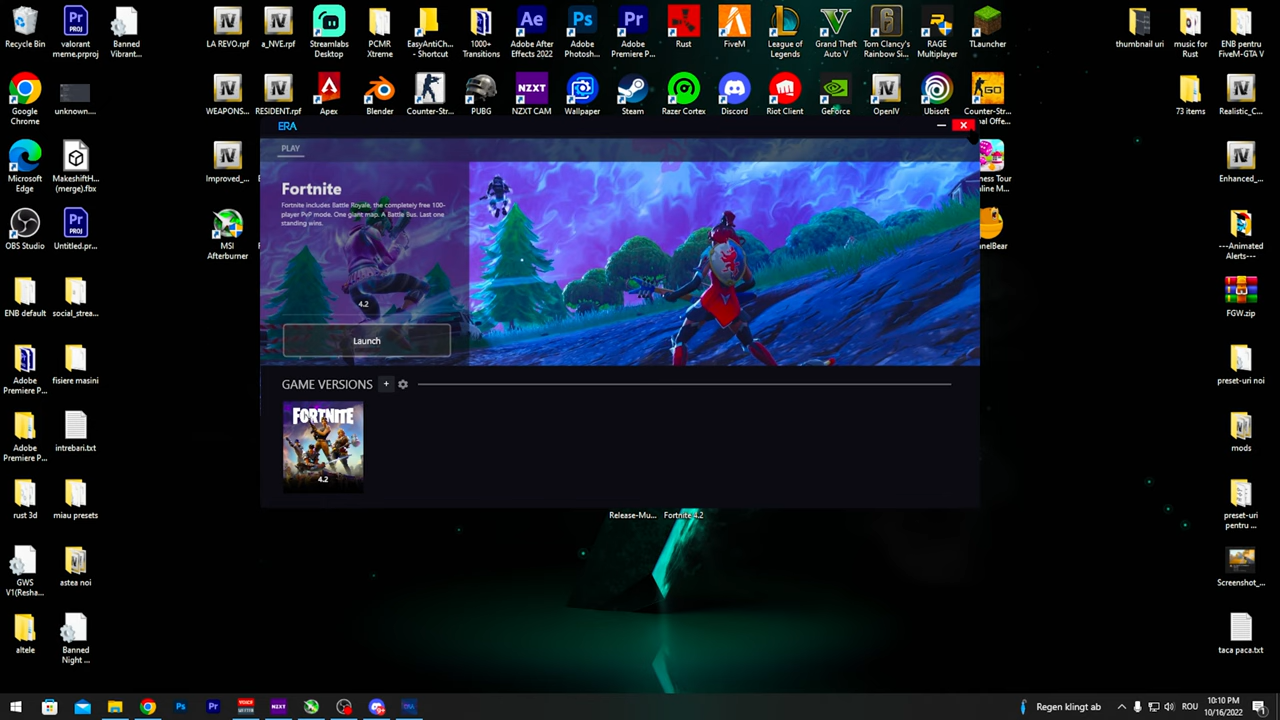 Recycle Bin
valorant
meme.prproj
Banned
Vibrant...
LA REVO.rpf
a_NVE.rpf
Streamlabs
Desktop
PCMR
Xtreme
EasyAntiCh...
- Shortcut
1000+
Transitions
Adobe After
Effects 2022
Adobe
Photosh...
Adobe
Premiere P...
Rust
FiveM
League of
Legends
Grand Theft
Auto V
Tom Clancy's
Rainbow Si...
RAGE
Multiplayer
TLauncher
thumbnail uri
music for
Rust
ENB pentru
FiveM-GTA V
Google
Chrome
unknown....
WEAPONS...
RESIDENT.rpf
Apex
Blender
Counter-Str...
PUBG
NZXT CAM
Wallpaper
Steam
Razer Cortex
Discord
Riot Client
GeForce
OpenIV
Ubisoft
Counter-Str...
nal Offe...
73 items
Realistic_C...
Microsoft
Edge
MakeshiftH...
(merge).fbx
Improved_...
ness Tour
nline M...
Enhanced_...
OBS Studio
Untitled.pr...
MSI
Afterburner
nelBear
---Animated
Alerts---
ENB default
social_strea...
FGW.zip
Adobe
Premiere P...
fisiere masini
preset-uri noi
Adobe
Premiere P...
intrebari.txt
mods
rust 3d
miau presets
preset-uri
pentru ...
GWS
V1(Resha...
astea noi
Screenshot_...
altele
Banned
Night ...
taca paca.txt
ERA
PLAY
Fortnite
Fortnite includes Battle Royale, the completely free 100-
player PvP mode. One giant map. A Battle Bus. Last one
standing wins.
4.2
Launch
GAME VERSIONS +
FORTNITE
4.2
Release-Mu...
Fortnite 4.2
Regen klingt ab
ROU
10:10 PM
10/16/2022